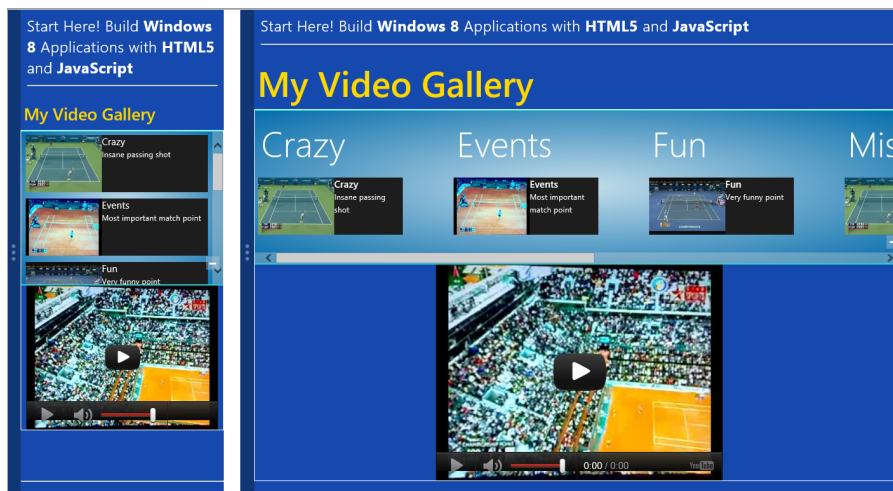 Start Here! Build Windows
8 Applications with HTML5
and JavaScript
My Video Gallery
Crazy
Insane passing shot
Events
Most important match point
Fun
Very funny point
Start Here! Build Windows 8 Applications with HTML5 and JavaScript
My Video Gallery
Crazy Events Fun Mis
Crazy
Insane passing
shot
Events
Most important
match point
Fun
Very funny point
0:00 / 0:00
YouTube